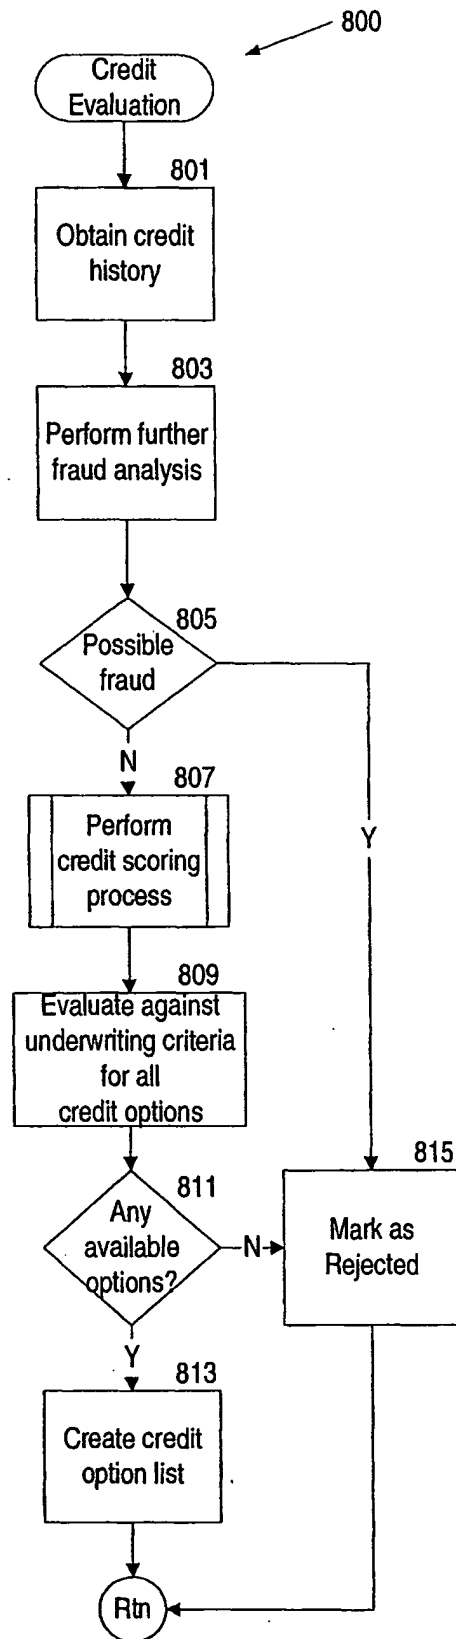 800
Credit
Evaluation
801
Obtain credit
history
803
Perform further
fraud analysis
805
Possible
fraud
N
Y
807
Perform
credit scoring
process
809
Evaluate against
underwriting criteria
for all
credit options
811
Any
available
options?
N
815
Mark as
Rejected
Y
813
Create credit
option list
Rtn